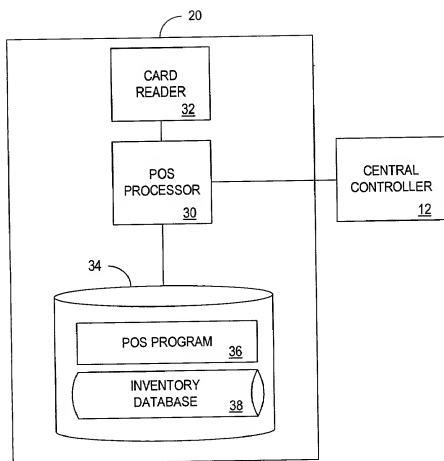 20
CARD
READER
32
POS
PROCESSOR
30
CENTRAL
CONTROLLER
12
34
POS PROGRAM
36
INVENTORY
DATABASE
38